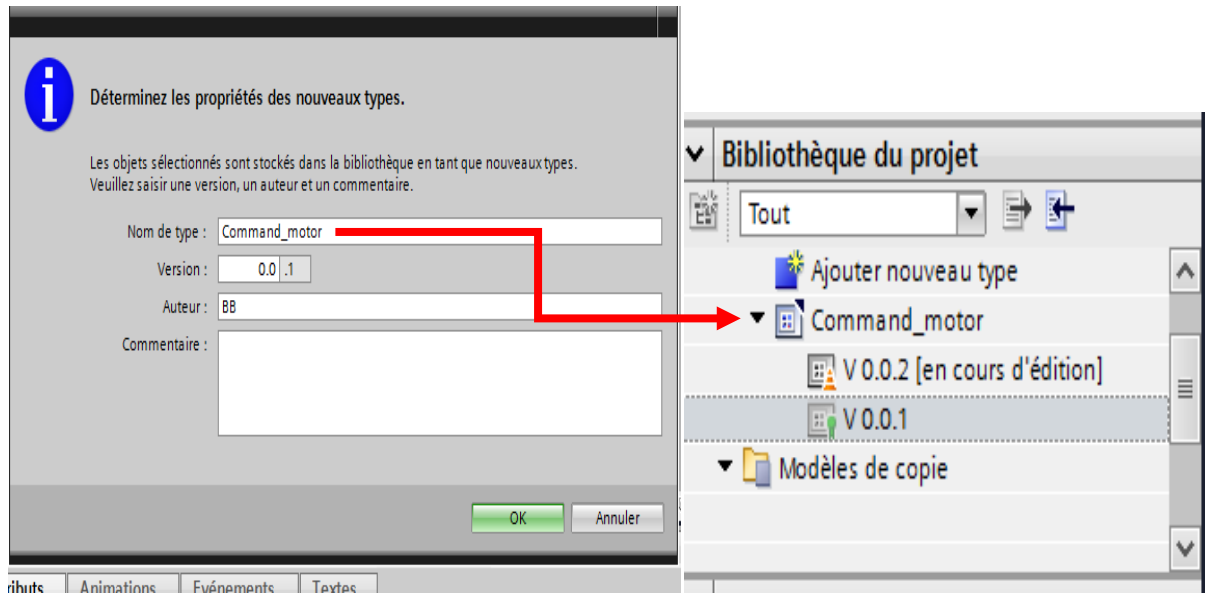 Déterminez les propriétés des nouveaux types.
Les objets sélectionnés sont stockés dans la bibliothèque en tant que nouveaux types.
Veuillez saisir une version, un auteur et un commentaire.
Nom de type : Command_motor
Version : 0.0 .1
Auteur : BB
Commentaire :
OK Annuler
ributs Animations Evénements Textes
Bibliothèque du projet
Tout
Ajouter nouveau type
Command_motor
V 0.0.2 [en cours d'édition]
V 0.0.1
Modèles de copie